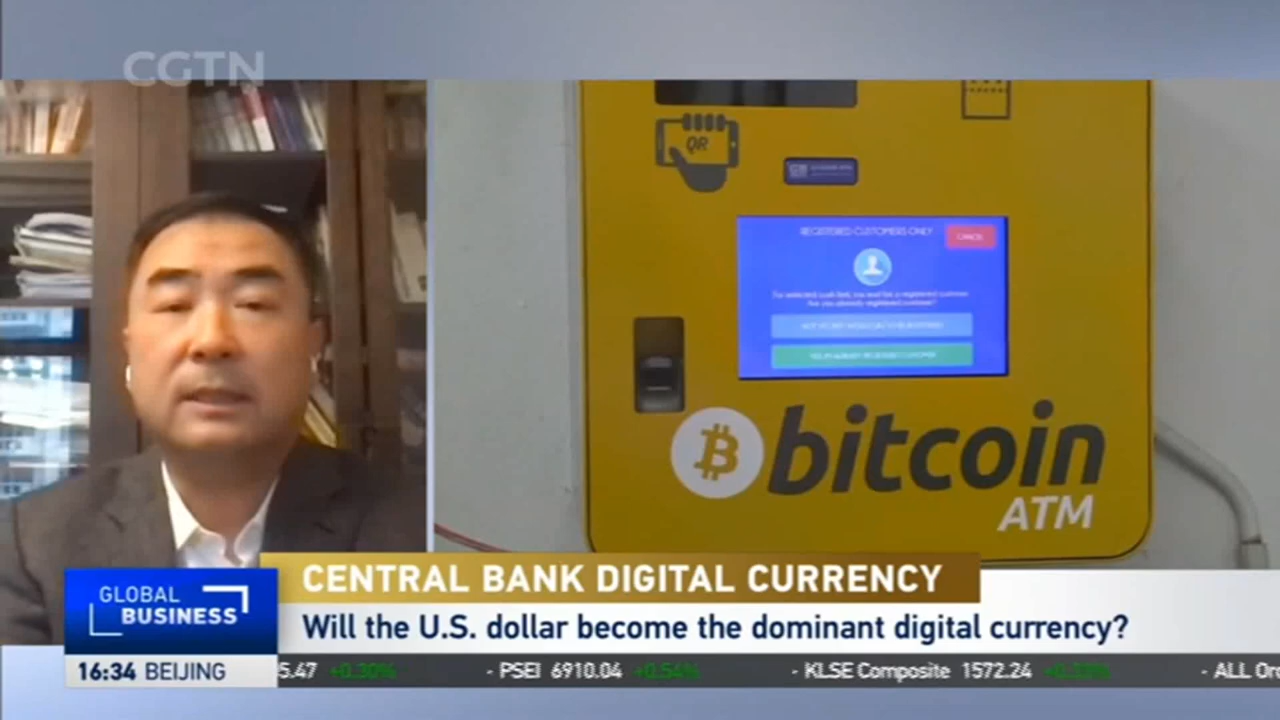 CGTN
QR
REGISTERED CUSTOMERS ONLY
CANCEL
bitcoin
ATM
CENTRAL BANK DIGITAL CURRENCY
GLOBAL
BUSINESS
Will the U.S. dollar become the dominant digital currency?
16:34 BEIJING
5.47 +0.30% - PSEI 6910.04 +0.54% - KLSE Composite 1572.24 - ALL Ord